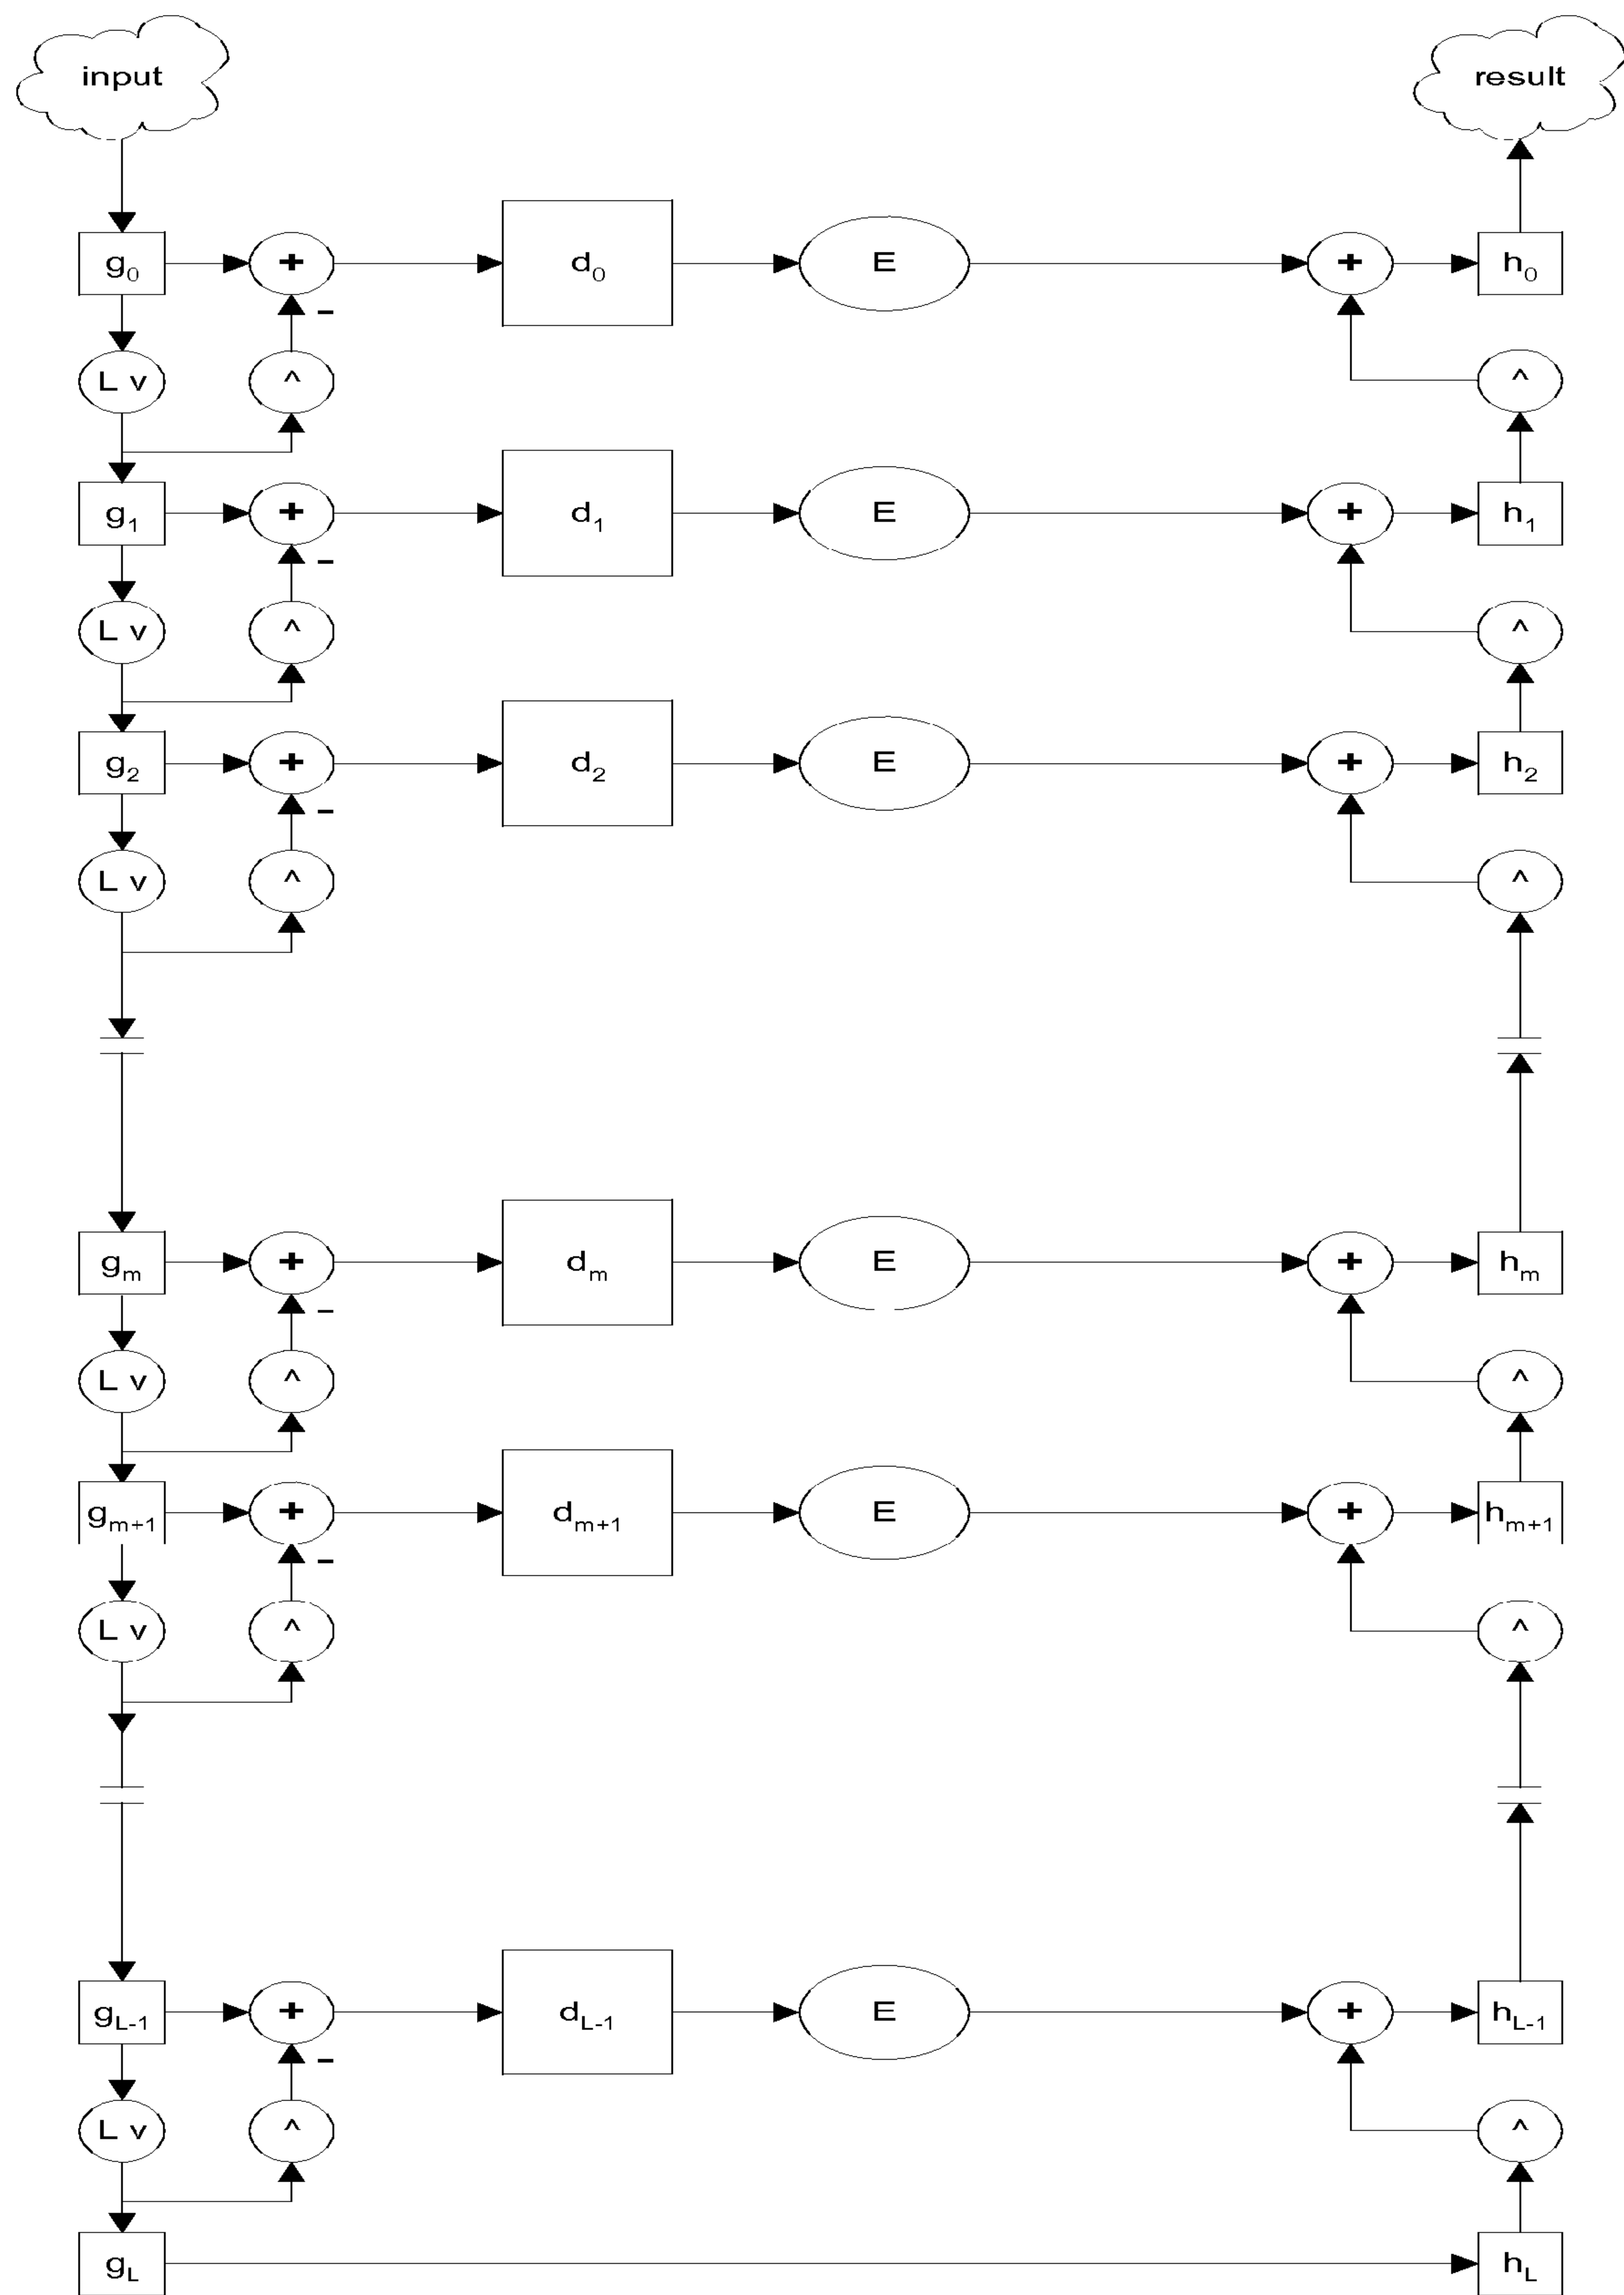 input result
g0 + d0 E + h0
-
L v ^ ^
g1 + d1 E + h1
-
L v ^ ^
g2 + d2 E + h2
-
L v ^ ^
gm + dm E + hm
-
L v ^ ^
gm+1 + dm+1 E + hm+1
-
L v ^ ^
gL-1 + dL-1 E + hL-1
-
L v ^ ^
gL hL